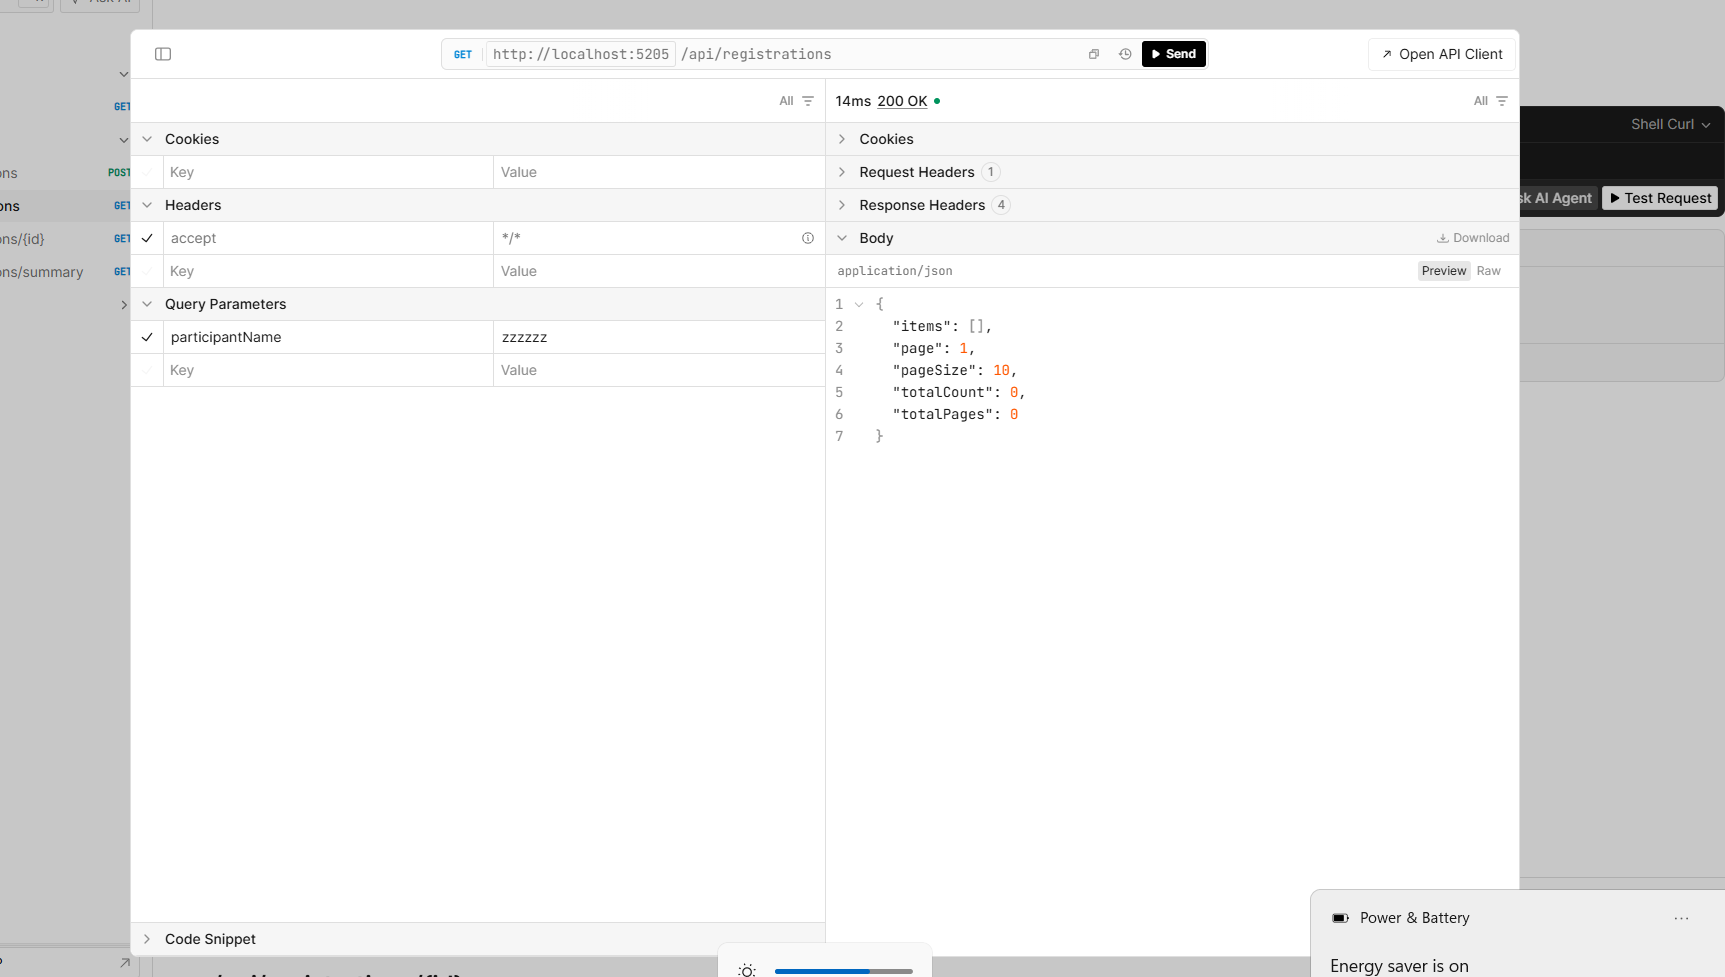 GET http://localhost:5205 /api/registrations Send Open API Client
All
14ms 200 OK All
Shell Curl
GET
POST
ons GET
ons/{id} GET
ons/summary GET
Cookies
Key Value
Headers
accept */*
Key Value
Query Parameters
participantName zzzzzz
Key Value
Code Snippet
Cookies
Request Headers 1
Response Headers 4
Body Download
application/json Preview Raw
1 {
2 "items": [],
3 "page": 1,
4 "pageSize": 10,
5 "totalCount": 0,
6 "totalPages": 0
7 }
sk AI Agent Test Request
Power & Battery ...
Energy saver is on